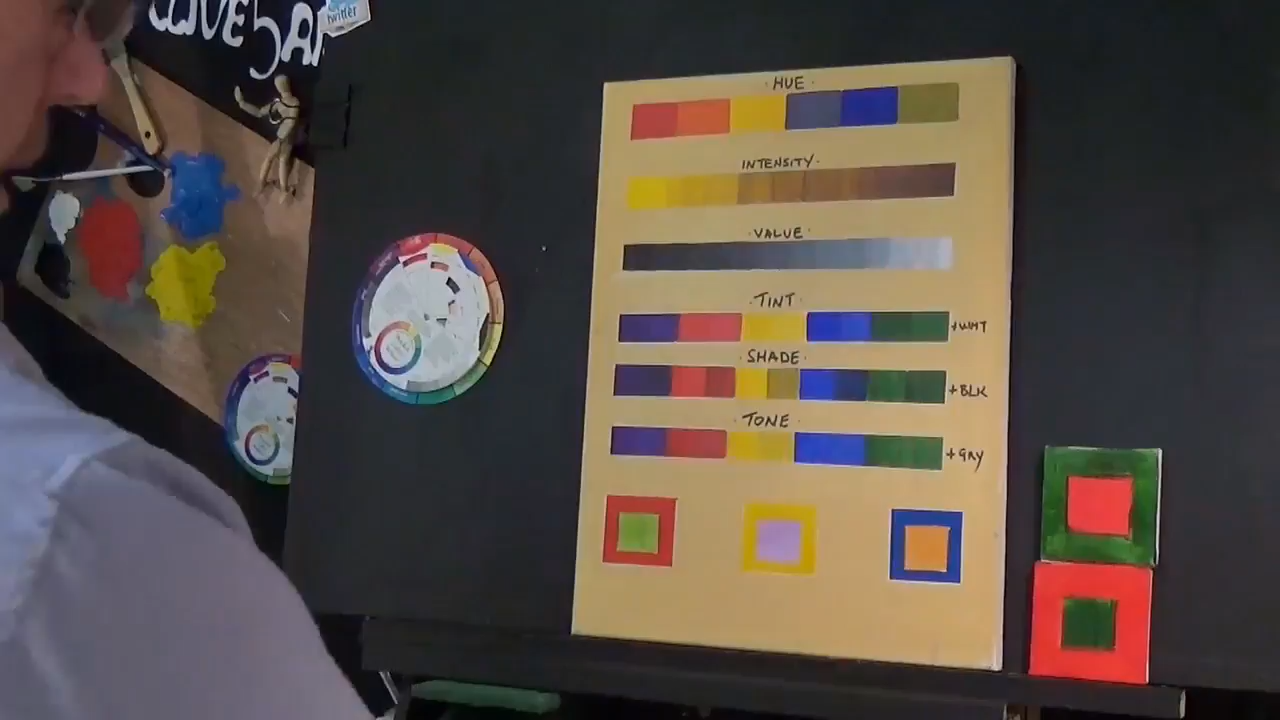 twitter
· HUE ·
INTENSITY ·
· VALUE ·
· TINT ·
+WHT
· SHADE ·
+BLK
· TONE ·
+GRY